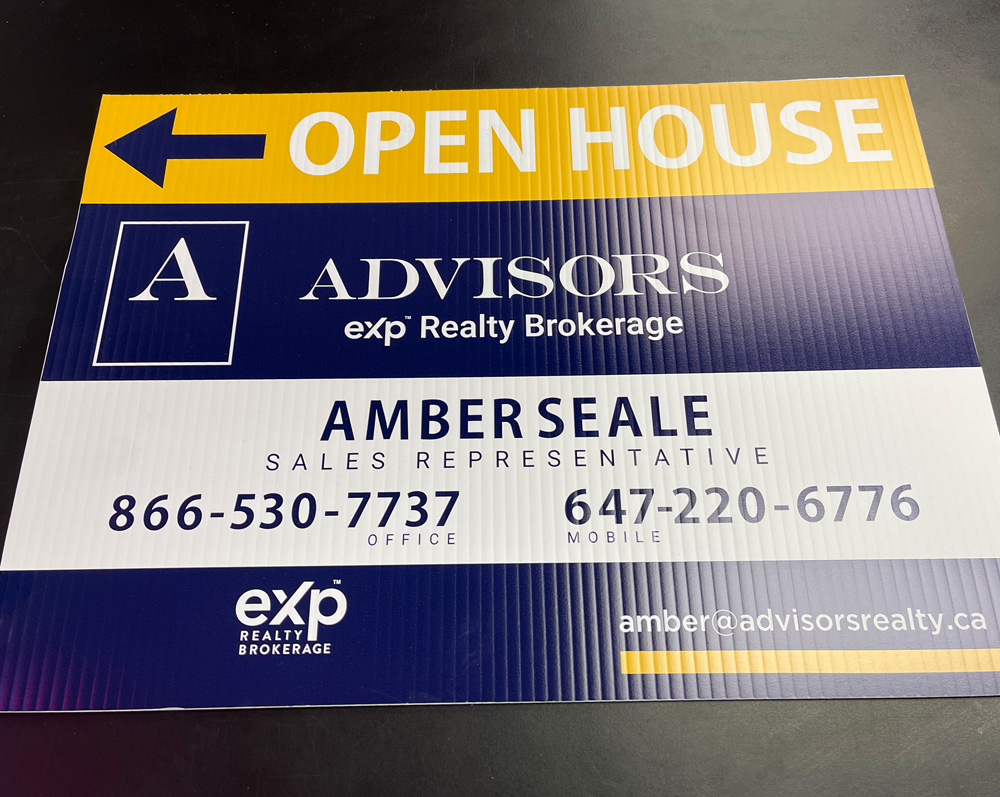 OPEN HOUSE
A
ADVISORS
exp™ Realty Brokerage
AMBER SEALE
SALES REPRESENTATIVE
866-530-7737 647-220-6776
OFFICE MOBILE
exp™
REALTY
BROKERAGE
amber@advisorsrealty.ca